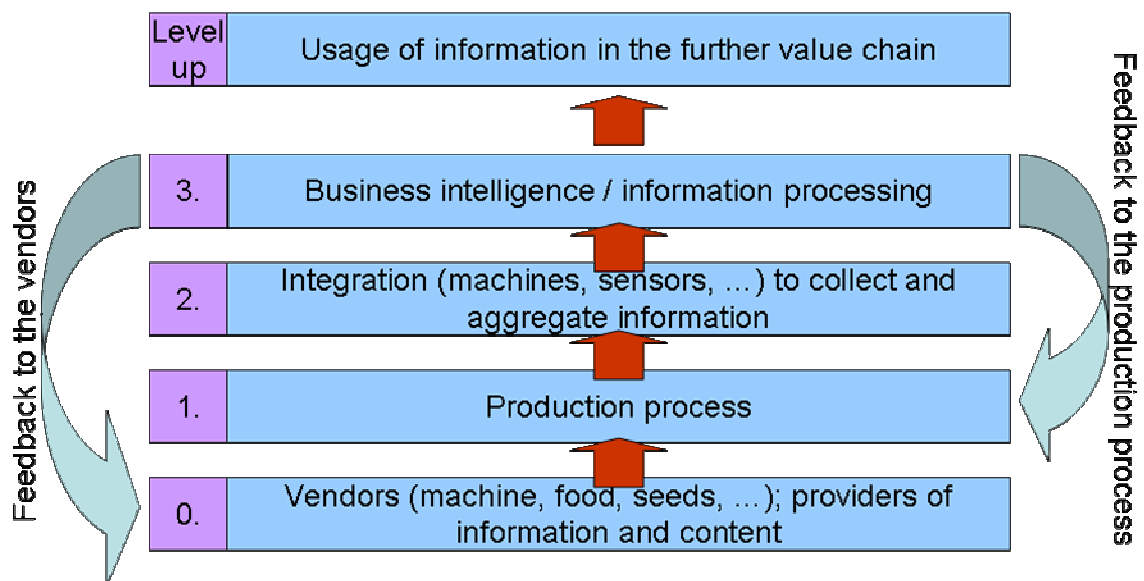 Level
up
Usage of information in the further value chain
3.
Business intelligence / information processing
2.
Integration (machines, sensors, ...) to collect and
aggregate information
1.
Production process
0.
Vendors (machine, food, seeds, ...); providers of
information and content
Feedback to the vendors
Feedback to the production process